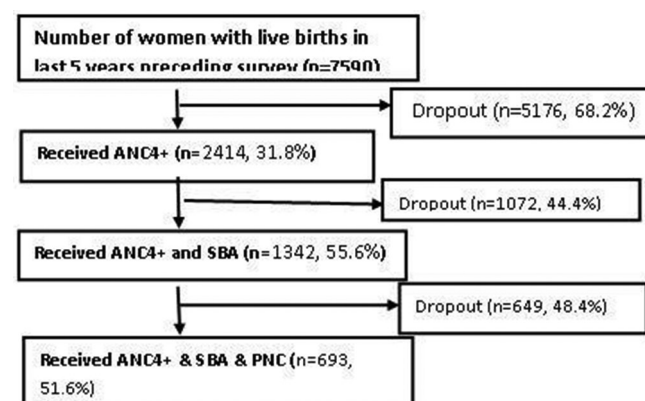 Number of women with live births in
last 5 years preceding survey (n=7590)
Dropout (n=5176, 68.2%)
Received ANC4+ (n=2414, 31.8%)
Dropout (n=1072, 44.4%)
Received ANC4+ and SBA (n=1342, 55.6%)
Dropout (n=649, 48.4%)
Received ANC4+ & SBA & PNC (n=693,
51.6%)